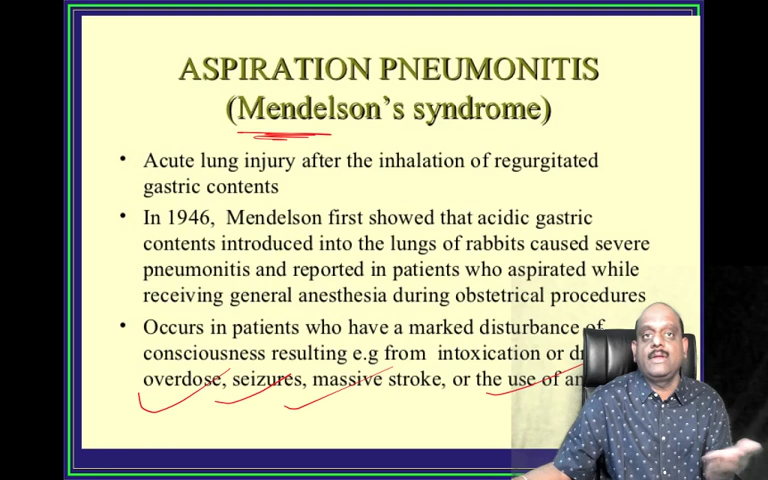 ASPIRATION PNEUMONITIS
(Mendelson's syndrome)
• Acute lung injury after the inhalation of regurgitated
gastric contents
• In 1946, Mendelson first showed that acidic gastric
contents introduced into the lungs of rabbits caused severe
pneumonitis and reported in patients who aspirated while
receiving general anesthesia during obstetrical procedures
• Occurs in patients who have a marked disturbance of
consciousness resulting e.g from intoxication or
overdose, seizures, massive stroke, or the use of